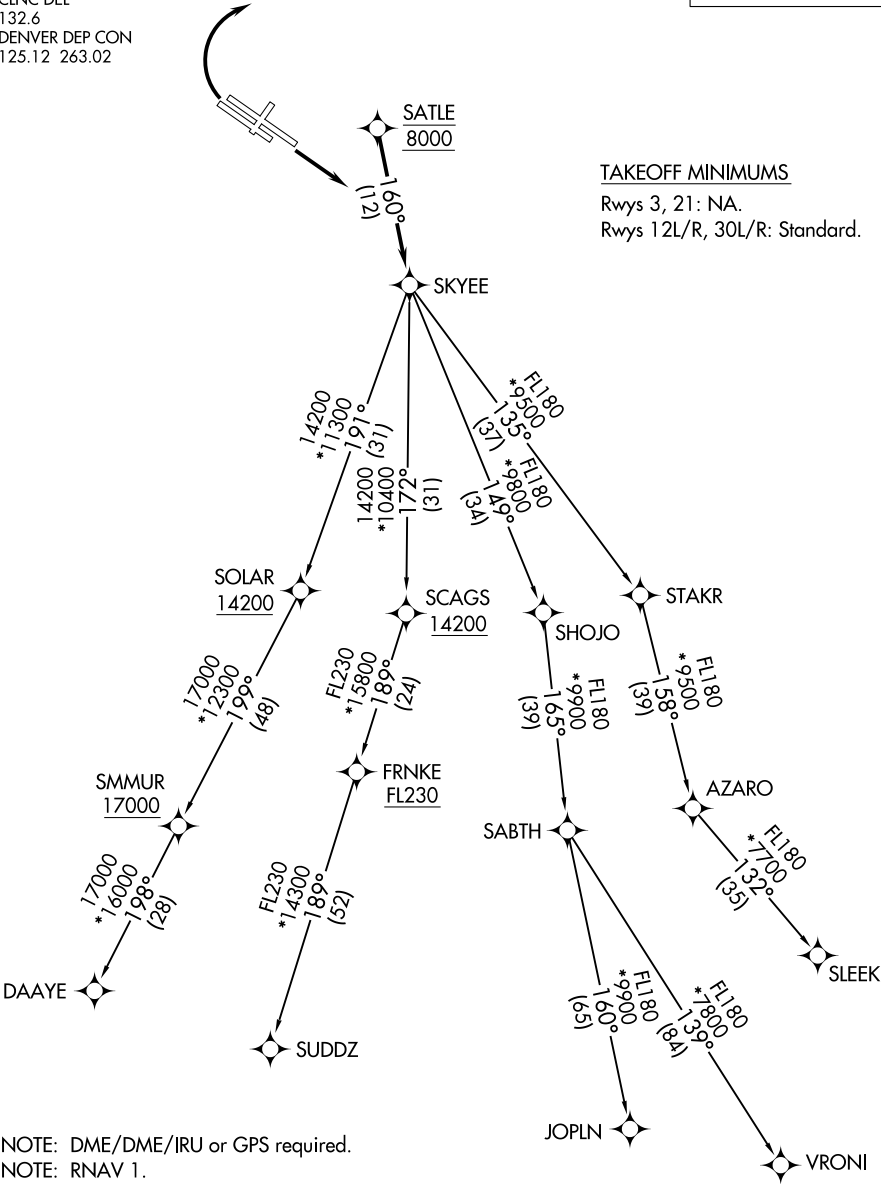 CLNC DEL
132.6
DENVER DEP CON
125.12 263.02
SATLE
8000
TAKEOFF MINIMUMS
Rwys 3, 21: NA.
Rwys 12L/R, 30L/R: Standard.
160°
(12)
SKYEE
14200
*11300
191°
(31)
14200
*10400
172°
(31)
FL180
*9800
149°
(34)
FL180
*9500
135°
(37)
SOLAR
14200
SCAGS
14200
SHOJO
STAKR
17000
*12300
199°
(48)
FL230
*15800
189°
(24)
FL180
*9900
165°
(39)
FL180
*9500
158°
(39)
SMMUR
17000
FRNKE
FL230
SABTH
AZARO
17000
*16000
198°
(28)
FL230
*14300
189°
(52)
FL180
*9900
160°
(65)
FL180
*7800
139°
(84)
FL180
*7700
132°
(35)
SLEEK
DAAYE
SUDDZ
JOPLN
VRONI
NOTE: DME/DME/IRU or GPS required.
NOTE: RNAV 1.